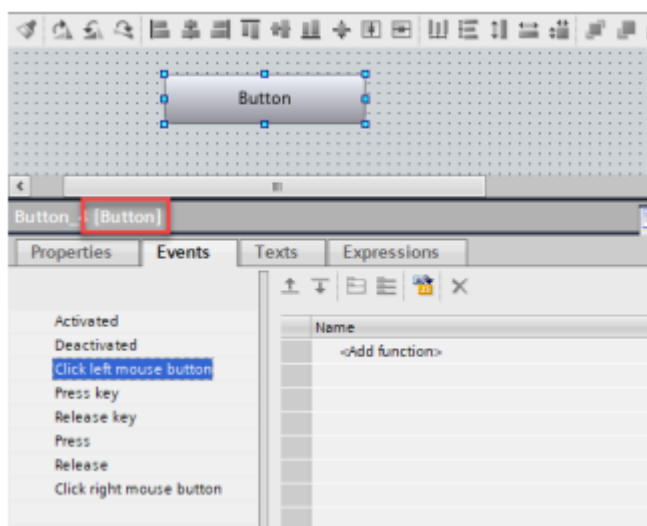 Button
Button_4 [Button]
Properties Events Texts Expressions
Name
Activated
<Add function>
Deactivated
Click left mouse button
Press key
Release key
Press
Release
Click right mouse button